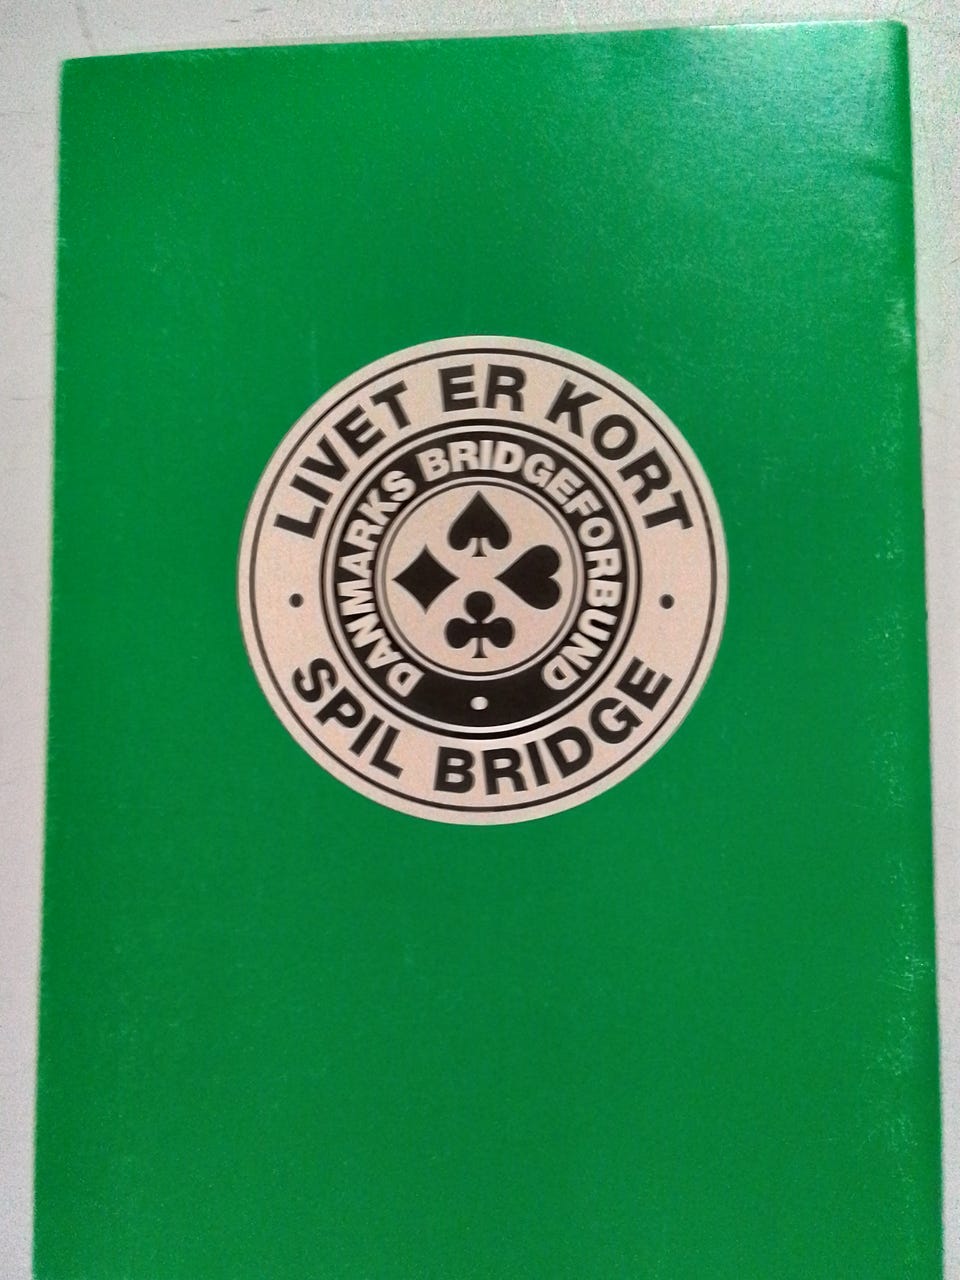 LIVET ER KORT
DANMARKS BRIDGEFORBUND
SPIL BRIDGE